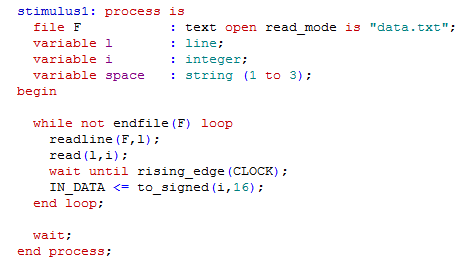 stimulus1: process is
file F : text open read_mode is "data.txt";
variable l : line;
variable i : integer;
variable space : string (1 to 3);
begin
while not endfile(F) loop
readline(F,l);
read(l,i);
wait until rising_edge(CLOCK);
IN_DATA <= to_signed(i,16);
end loop;
wait;
end process;